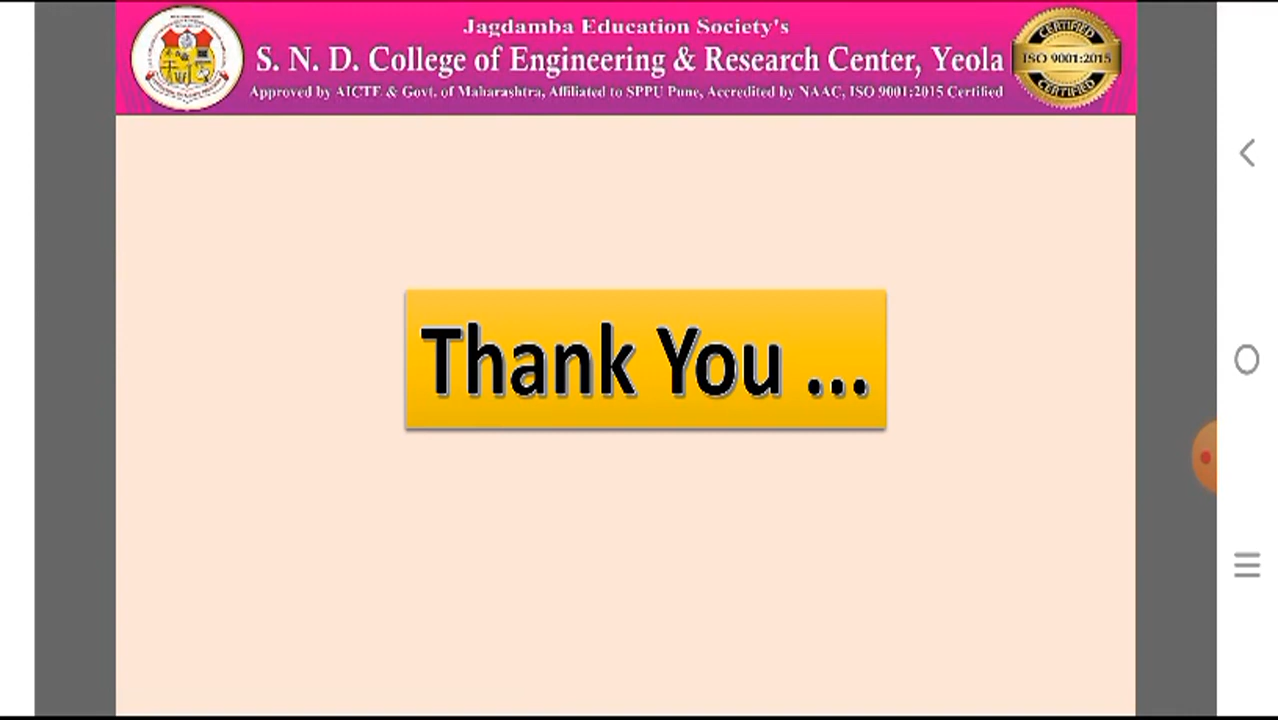 Jagdamba Education Society's
S. N. D. College of Engineering & Research Center, Yeola
Approved by AICTE & Govt. of Maharashtra, Affiliated to SPPU Pune, Accredited by NAAC, ISO 9001:2015 Certified
CERTIFIED
ISO 9001:2015
CERTIFIED
Thank You ...